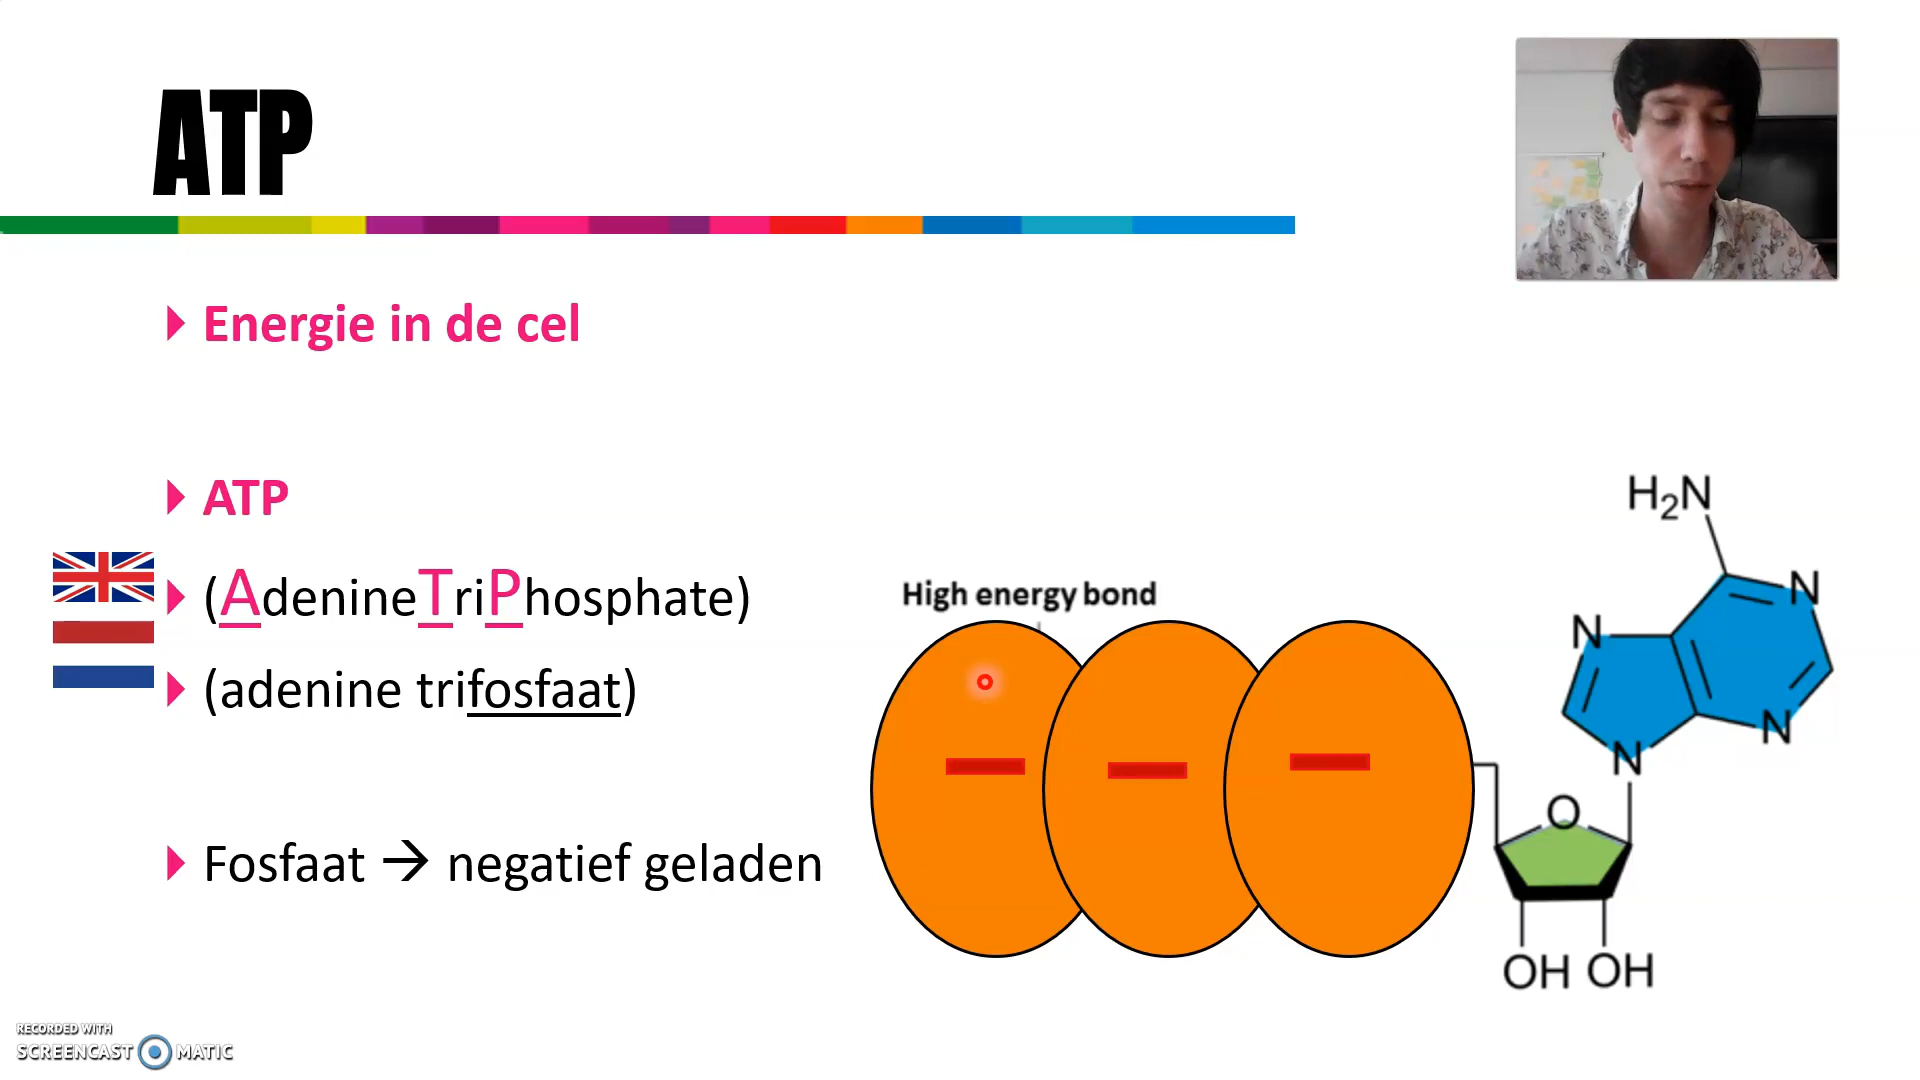 ATP
Energie in de cel
ATP
(AdenineTriPhosphate)
(adenine trifosfaat)
Fosfaat → negatief geladen
High energy bond
H₂N
N
N
N
N
O
OH OH
RECORDED WITH
SCREENCAST MATIC